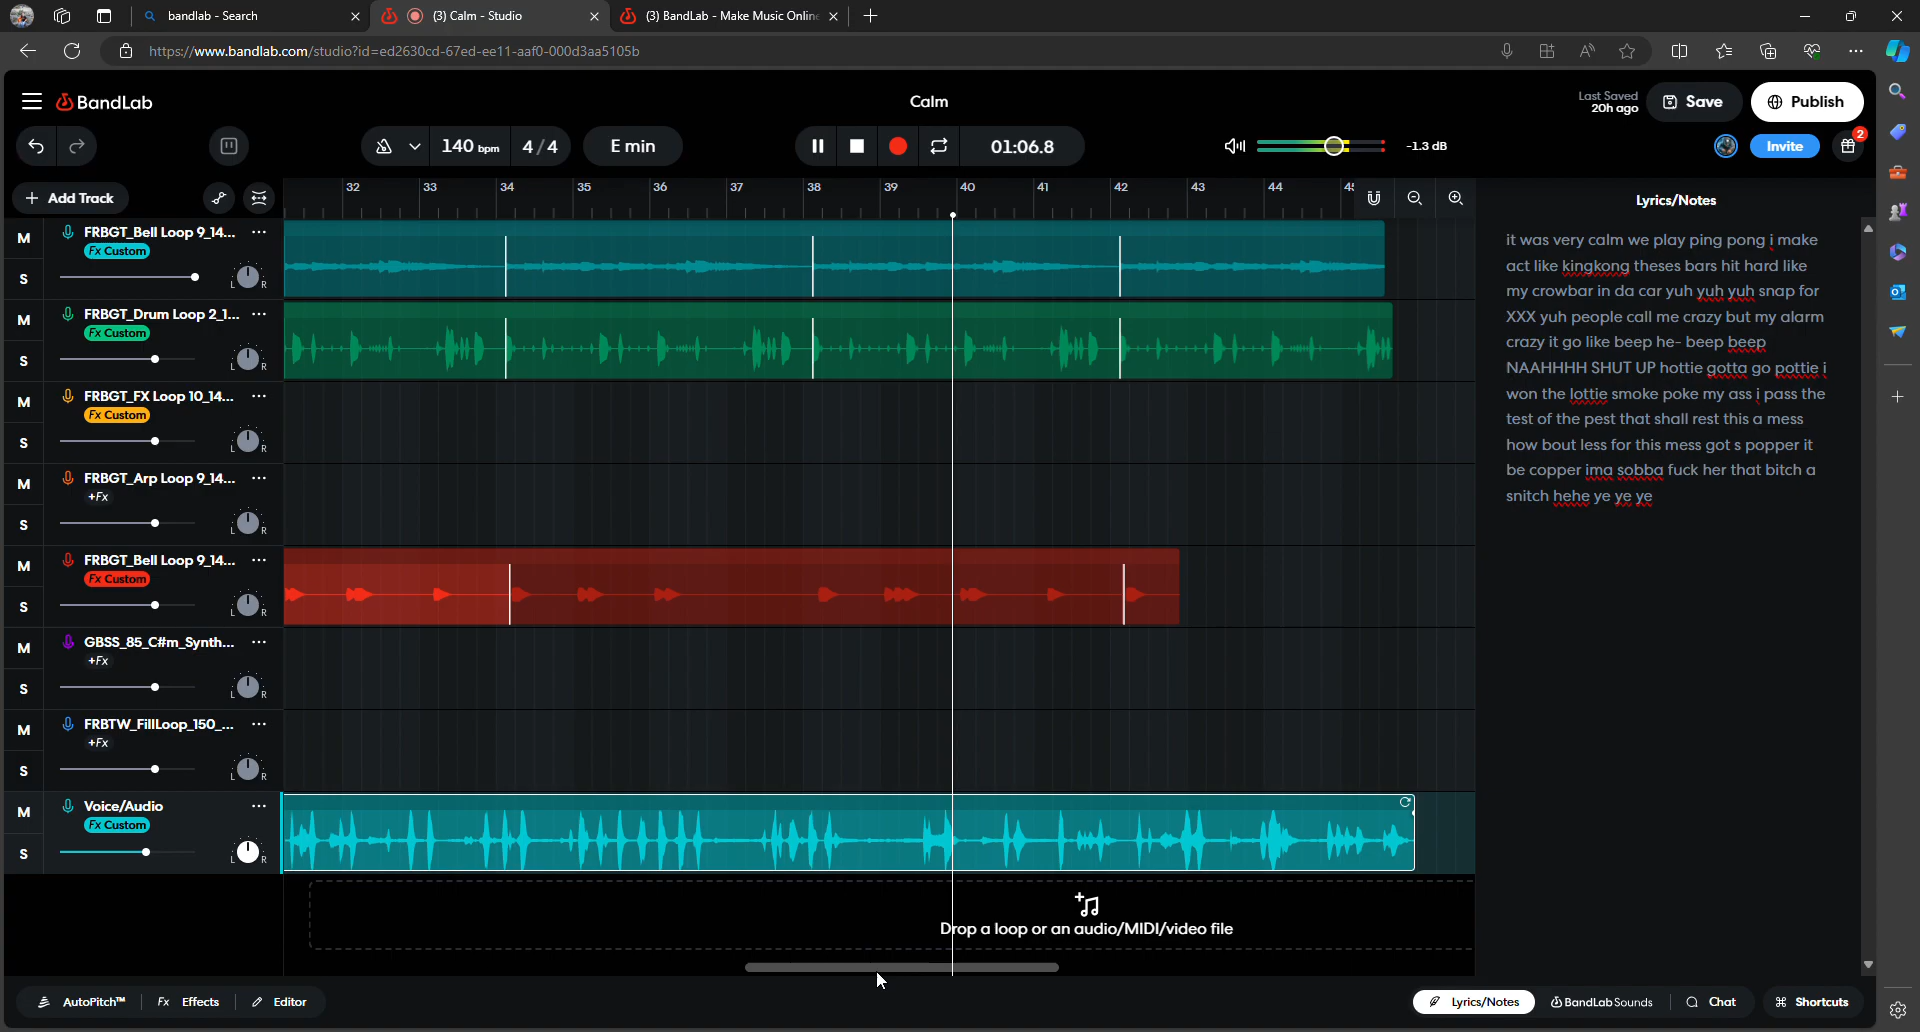 bandlab - Search
(3) Calm - Studio
(3) BandLab - Make Music Online
https://www.bandlab.com/studio?id=ed2630cd-67ed-ee11-aaf0-000d3aa5105b
BandLab
Calm
Last Saved
20h ago
Save
Publish
140 bpm
4/4
E min
01:06.8
-1.3 dB
Invite
2
+ Add Track
32 33 34 35 36 37 38 39 40 41 42 43 44 45
Lyrics/Notes
M
FRBGT_Bell Loop 9_14...
Fx Custom
S
L R
M
FRBGT_Drum Loop 2_1...
Fx Custom
S
L R
M
FRBGT_FX Loop 10_14...
Fx Custom
S
L R
M
FRBGT_Arp Loop 9_14...
+Fx
S
L R
M
FRBGT_Bell Loop 9_14...
Fx Custom
S
L R
M
GBSS_85_C#m_Synth...
+Fx
S
L R
M
FRBTW_FillLoop_150_...
+Fx
S
L R
M
Voice/Audio
Fx Custom
S
L R
it was very calm we play ping pong i make
act like kingkong theses bars hit hard like
my crowbar in da car yuh yuh yuh snap for
XXX yuh people call me crazy but my alarm
crazy it go like beep he- beep beep
NAAHHHH SHUT UP hottie gotta go pottie i
won the lottie smoke poke my ass i pass the
test of the pest that shall rest this a mess
how bout less for this mess got s popper it
be copper ima sobba fuck her that bitch a
snitch hehe ye ye ye
Drop a loop or an audio/MIDI/video file
AutoPitch™
Fx Effects
Editor
Lyrics/Notes
BandLab Sounds
Chat
⌘ Shortcuts